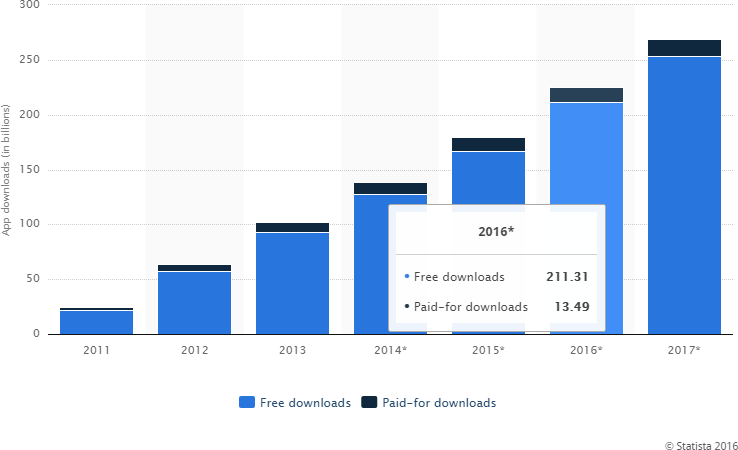 300
250
200
150
100
50
0
App downloads (in billions)
2016*
• Free downloads 211.31
• Paid-for downloads 13.49
2011 2012 2013 2014* 2015* 2016* 2017*
Free downloads Paid-for downloads
© Statista 2016